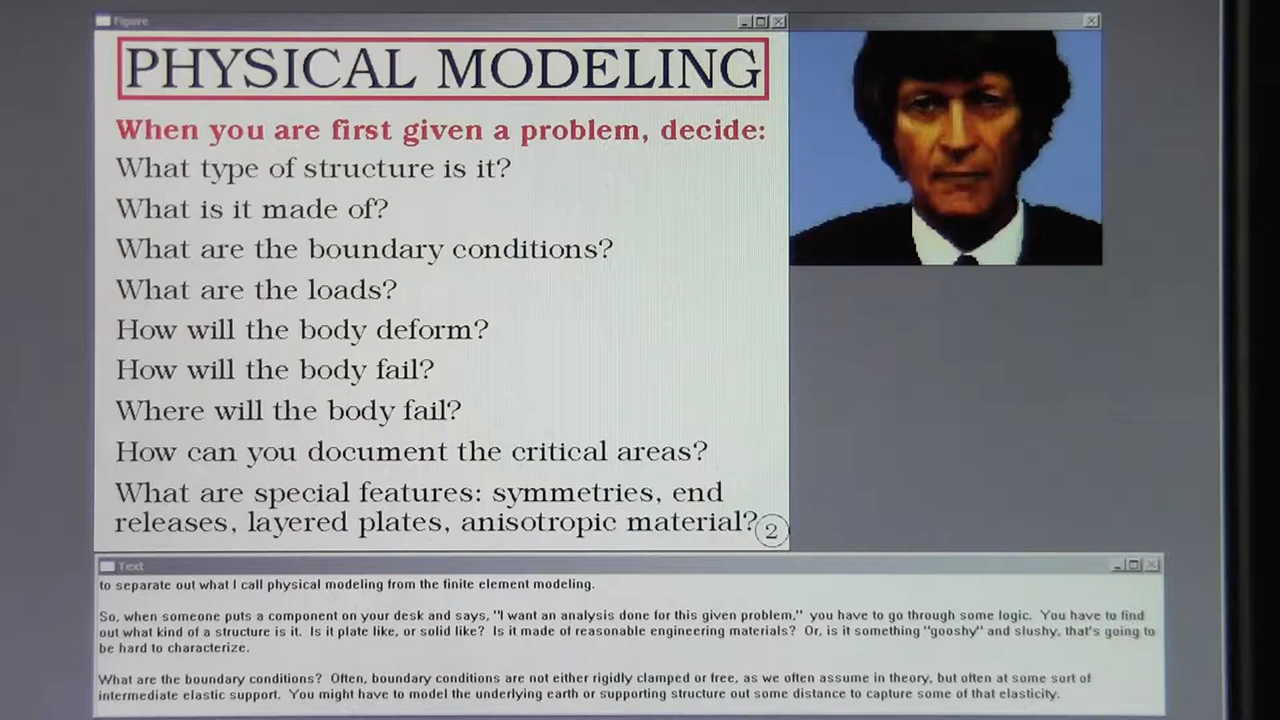 Figure
PHYSICAL MODELING
When you are first given a problem, decide:
What type of structure is it?
What is it made of?
What are the boundary conditions?
What are the loads?
How will the body deform?
How will the body fail?
Where will the body fail?
How can you document the critical areas?
What are special features: symmetries, end
releases, layered plates, anisotropic material?
2
Text
to separate out what I call physical modeling from the finite element modeling.
So, when someone puts a component on your desk and says, "I want an analysis done for this given problem," you have to go through some logic. You have to find
out what kind of a structure is it. Is it plate like, or solid like? Is it made of reasonable engineering materials? Or, is it something "gooshy" and slushy, that's going to
be hard to characterize.
What are the boundary conditions? Often, boundary conditions are not either rigidly clamped or free, as we often assume in theory, but often at some sort of
intermediate elastic support. You might have to model the underlying earth or supporting structure out some distance to capture some of that elasticity.